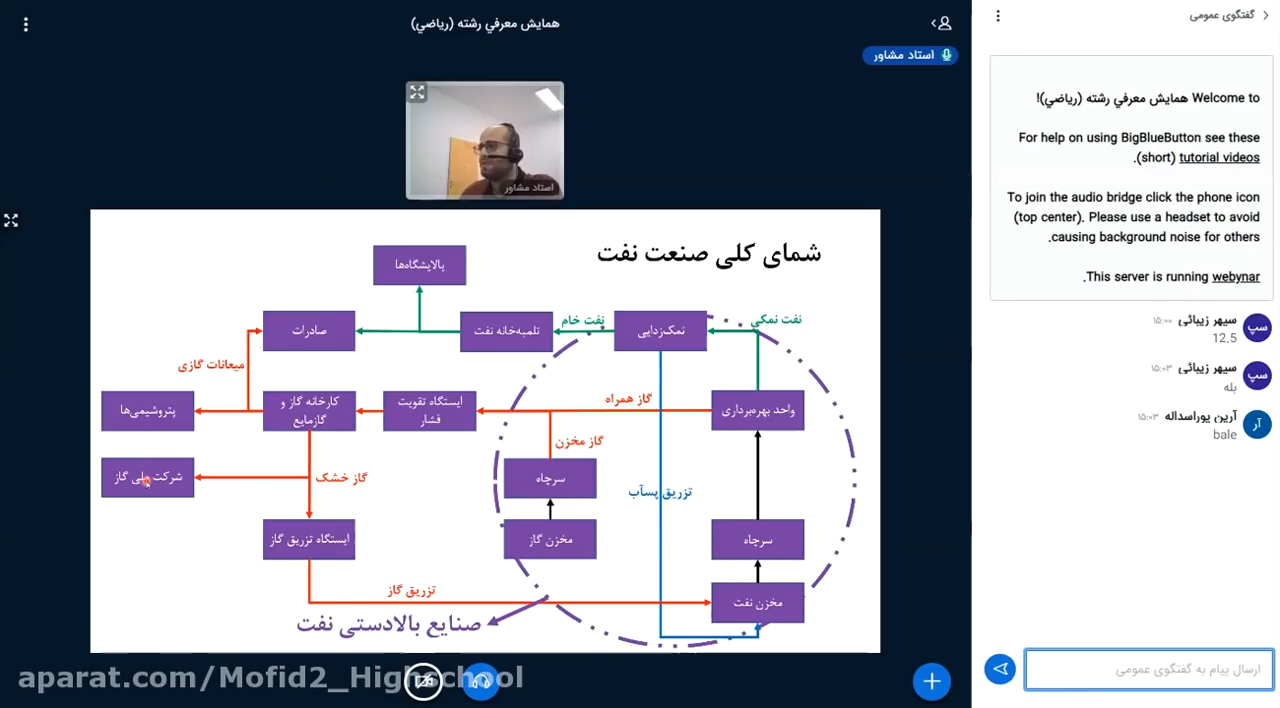 همایش معرفي رشته (رياضي)
استاد مشاور
استاد مشاور
شمای کلی صنعت نفت
پالایشگاه‌ها
صادرات
تلمبه‌خانه نفت
نفت خام
نمک‌زدایی
نفت نمکی
میعانات گازی
پتروشیمی‌ها
کارخانه گاز و
گازمایع
ایستگاه تقویت
فشار
گاز همراه
واحد بهره‌برداری
گاز مخزن
شرکت ملی گاز
گاز خشک
سرچاه
تزریق پسآب
ایستگاه تزریق گاز
مخزن گاز
سرچاه
تزریق گاز
مخزن نفت
صنایع بالادستی نفت
aparat.com/Mofid2_Highschool
گفتگوی عمومی
Welcome to همایش معرفي رشته (رياضي)!
For help on using BigBlueButton see these
(short) tutorial videos.
To join the audio bridge click the phone icon
(top center). Please use a headset to avoid
causing background noise for others.
This server is running webynar.
سپ
سپهر زیبائی ۱۵:۰۰
12.5
سپ
سپهر زیبائی ۱۵:۰۳
بله
آر
آرین پوراسداله ۱۵:۰۳
bale
ارسال پیام به گفتگوی عمومی